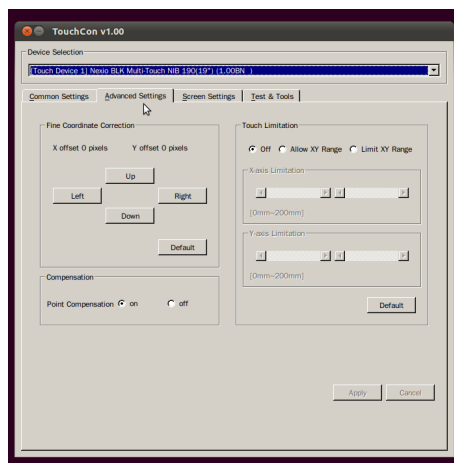 TouchCon v1.00
Device Selection
[Touch Device 1] Nexio BLK Multi-Touch NIB 190(19") (1.00BN )
Common Settings Advanced Settings Screen Settings Test & Tools
Fine Coordinate Correction
X offset 0 pixels Y offset 0 pixels
Up
Left Right
Down
Default
Compensation
Point Compensation on off
Touch Limitation
Off Allow XY Range Limit XY Range
X-axis Limitation
[0mm~200mm]
Y-axis Limitation
[0mm~200mm]
Default
Apply Cancel